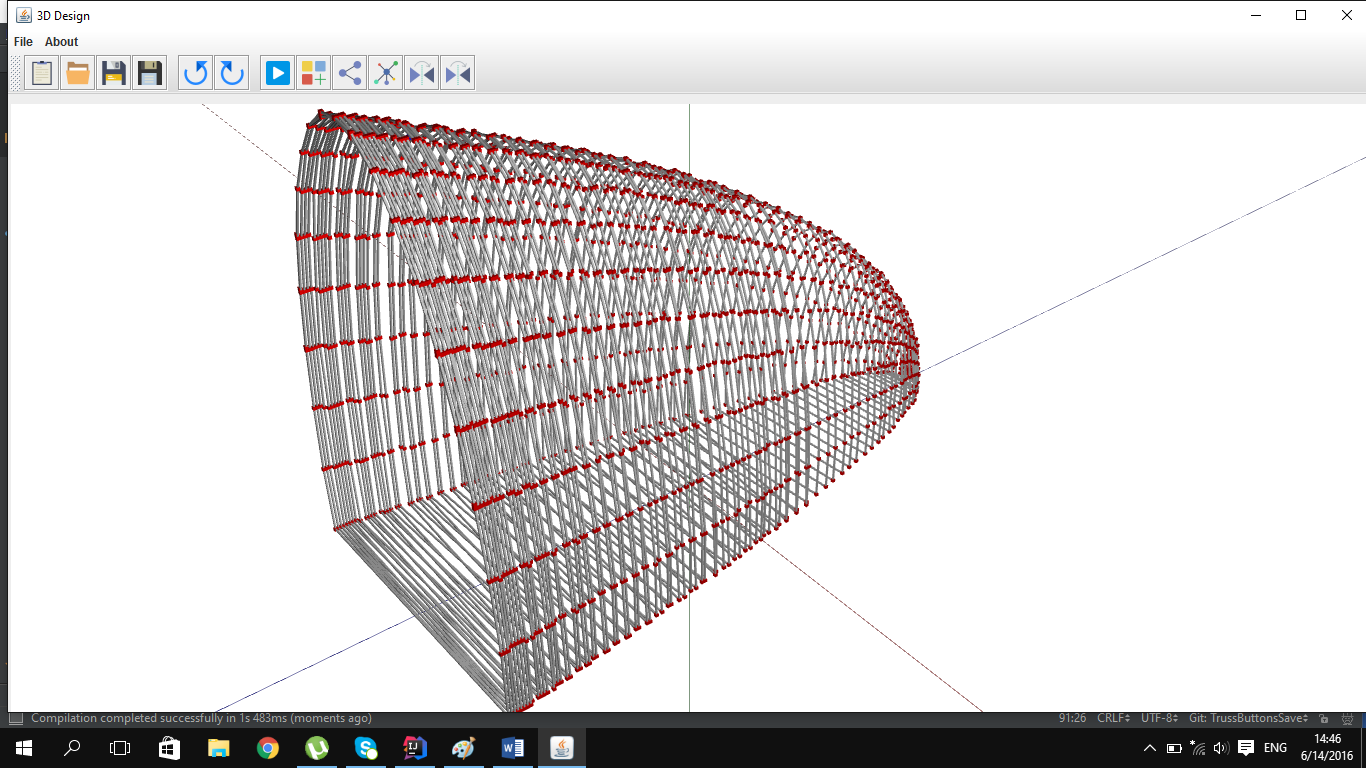 3D Design
File About
Compilation completed successfully in 1s 483ms (moments ago) 91:26 CRLF UTF-8 Git: TrussButtonsSave
ENG
14:46
6/14/2016